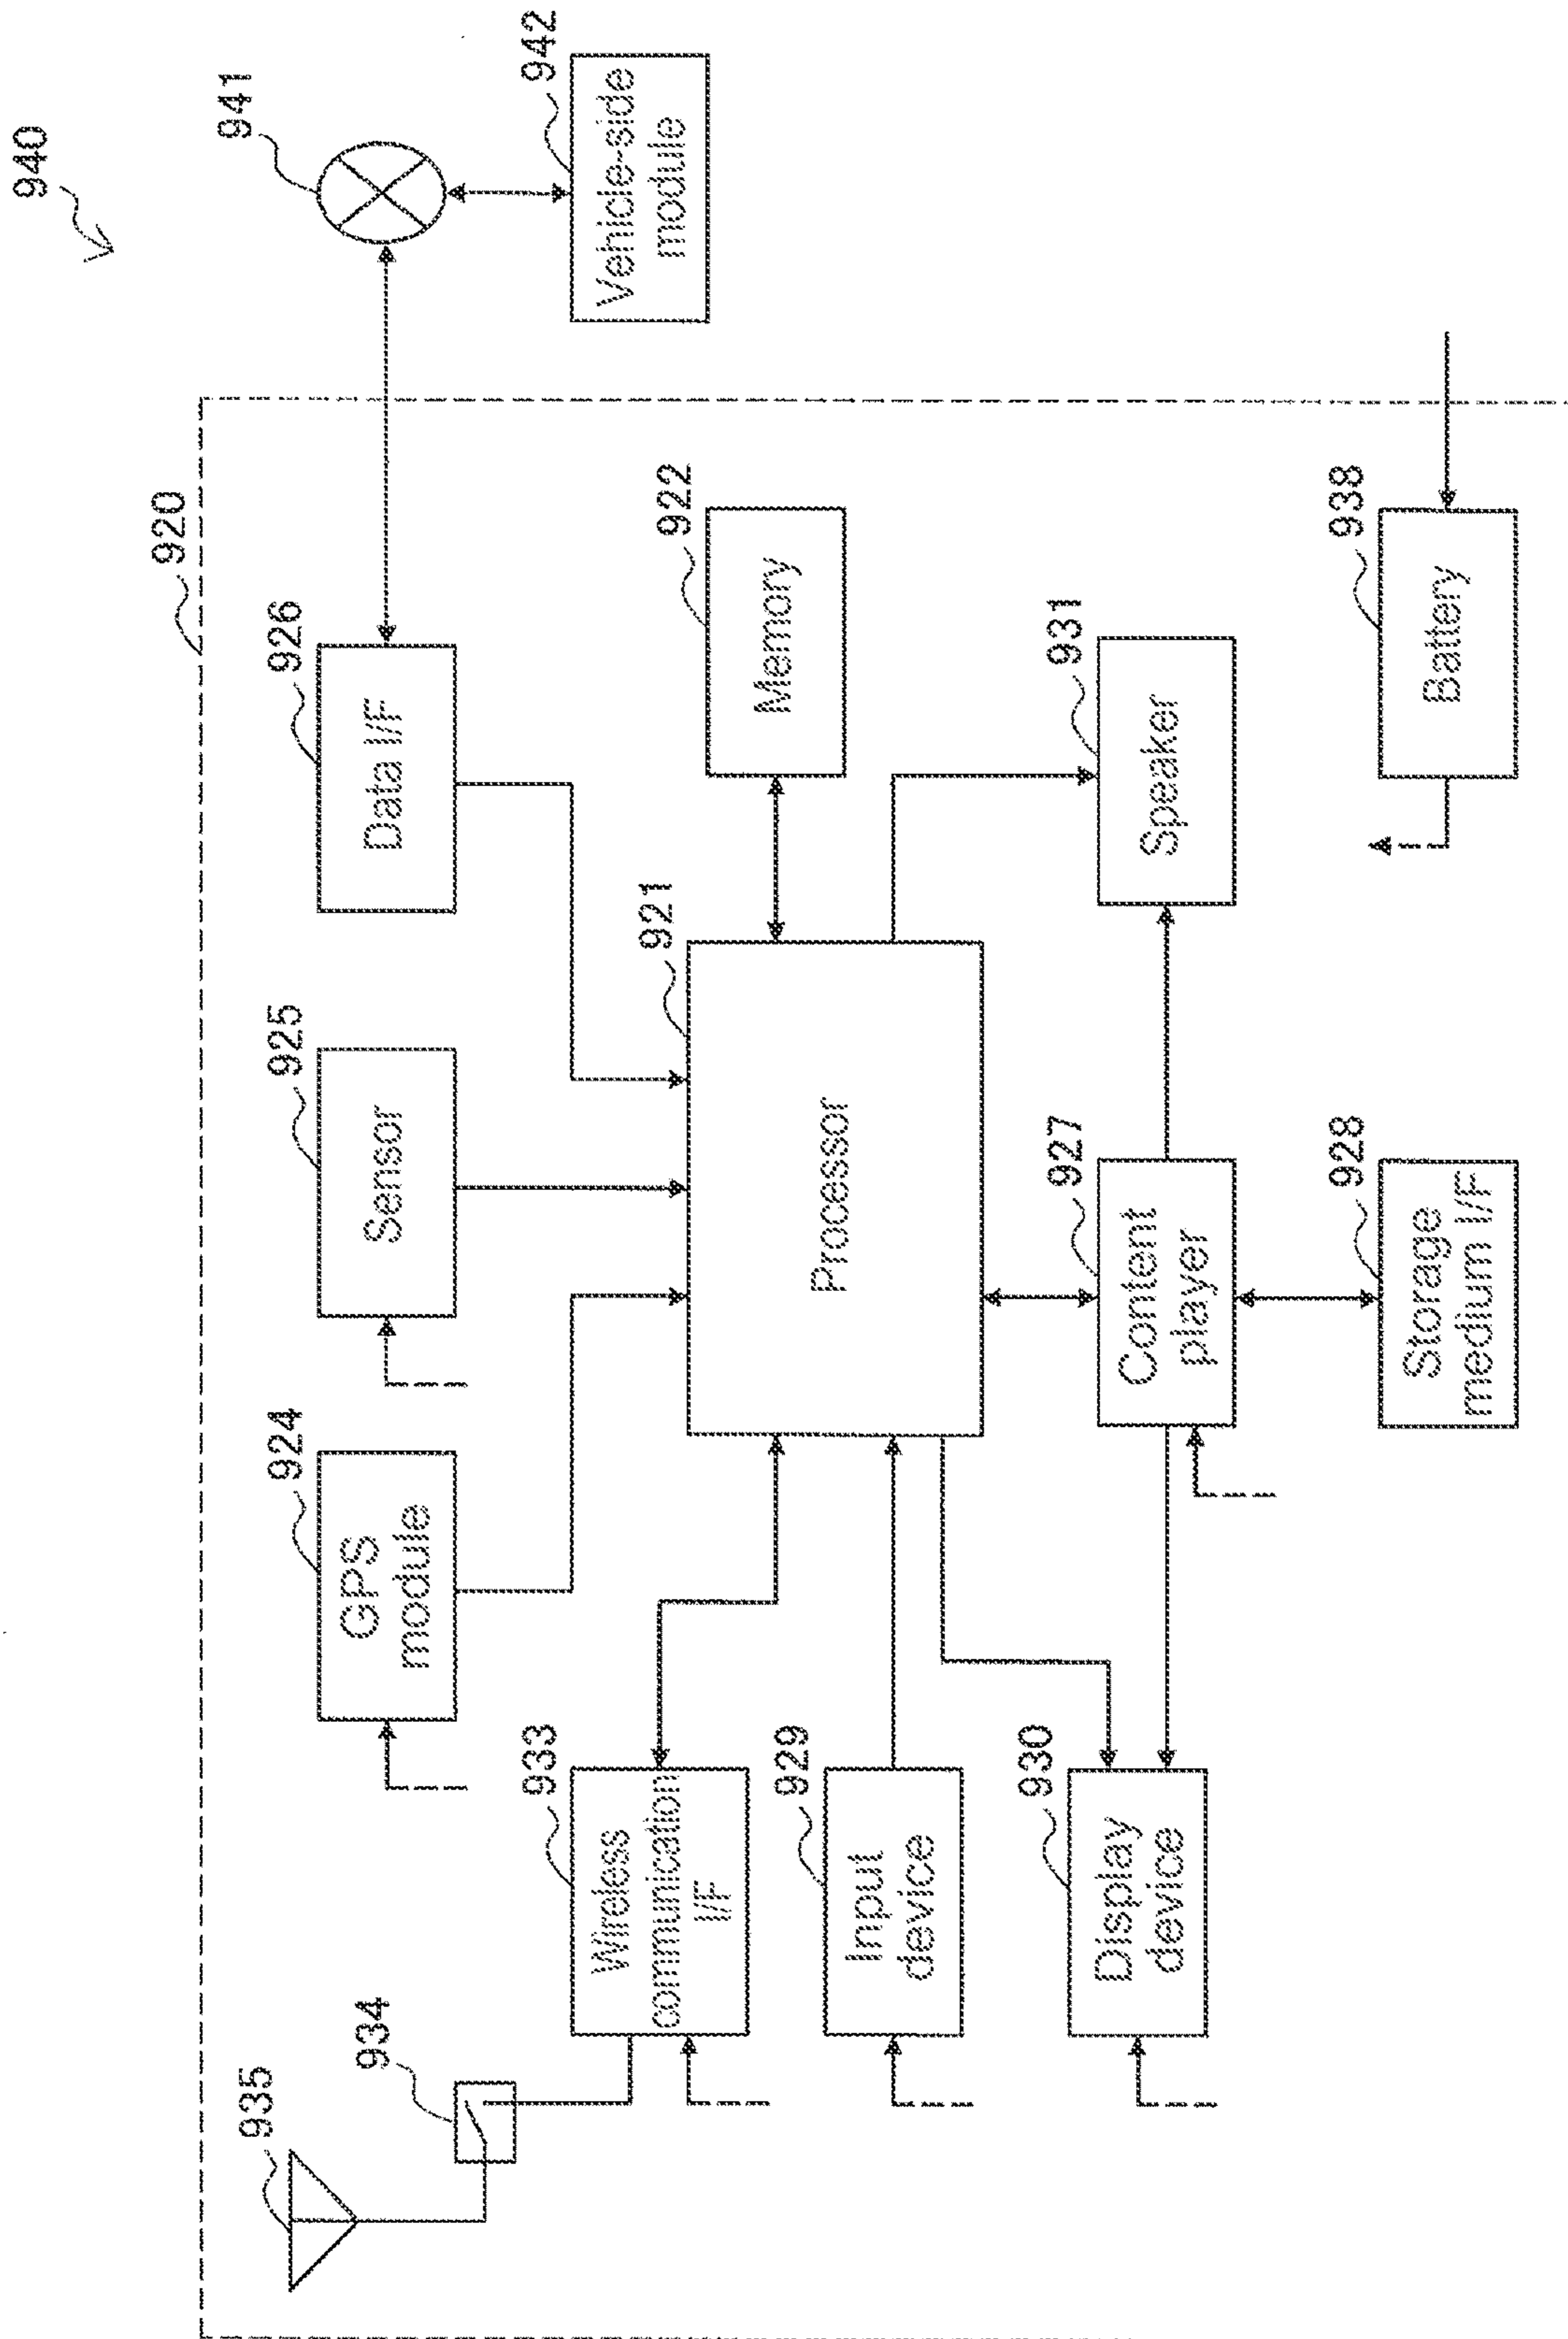 940
920
935
934
924
GPS
module
925
Sensor
926
Data I/F
941
933
Wireless
communication
I/F
942
Vehicle-side
module
921
Processor
922
Memory
929
Input
device
930
Display
device
927
Content
player
931
Speaker
928
Storage
medium I/F
938
Battery